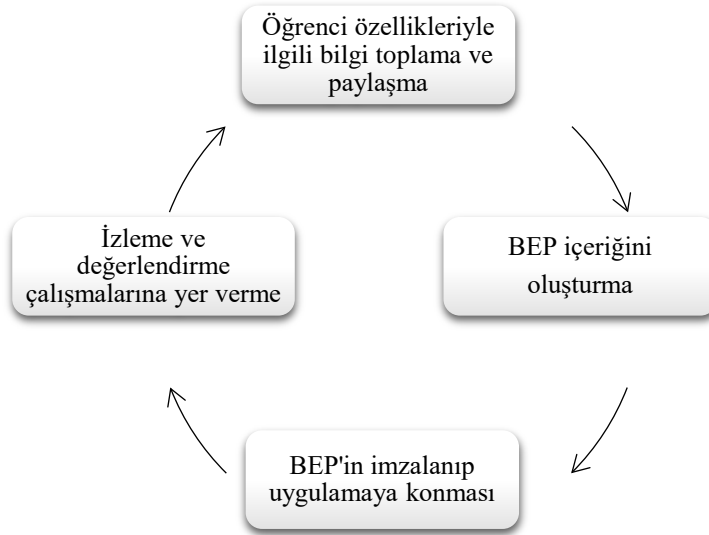 Öğrenci özellikleriyle
ilgili bilgi toplama ve
paylaşma
BEP içeriğini
oluşturma
BEP'in imzalanıp
uygulamaya konması
İzleme ve
değerlendirme
çalışmalarına yer verme